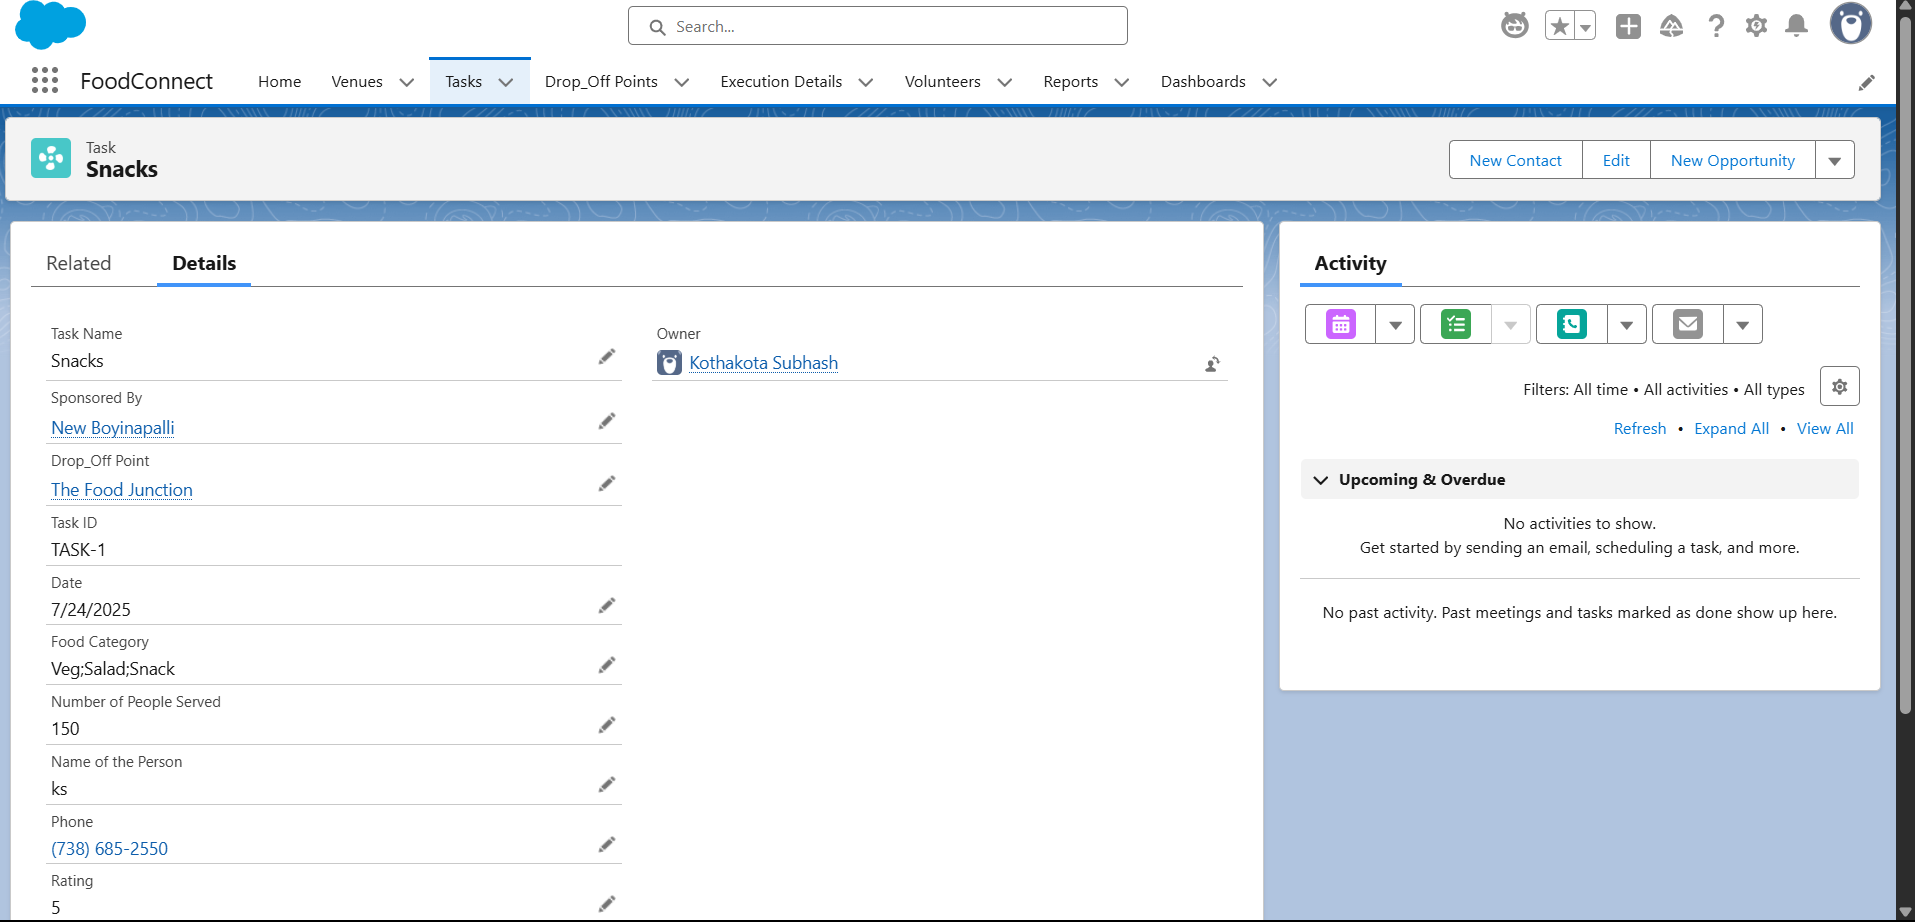 Search...
FoodConnect
Home
Venues
Tasks
Drop_Off Points
Execution Details
Volunteers
Reports
Dashboards
Task
Snacks
New Contact
Edit
New Opportunity
Related
Details
Task Name
Snacks
Sponsored By
New Boyinapalli
Drop_Off Point
The Food Junction
Task ID
TASK-1
Date
7/24/2025
Food Category
Veg;Salad;Snack
Number of People Served
150
Name of the Person
ks
Phone
(738) 685-2550
Rating
5
Owner
Kothakota Subhash
Activity
Filters: All time • All activities • All types
Refresh • Expand All • View All
Upcoming & Overdue
No activities to show.
Get started by sending an email, scheduling a task, and more.
No past activity. Past meetings and tasks marked as done show up here.